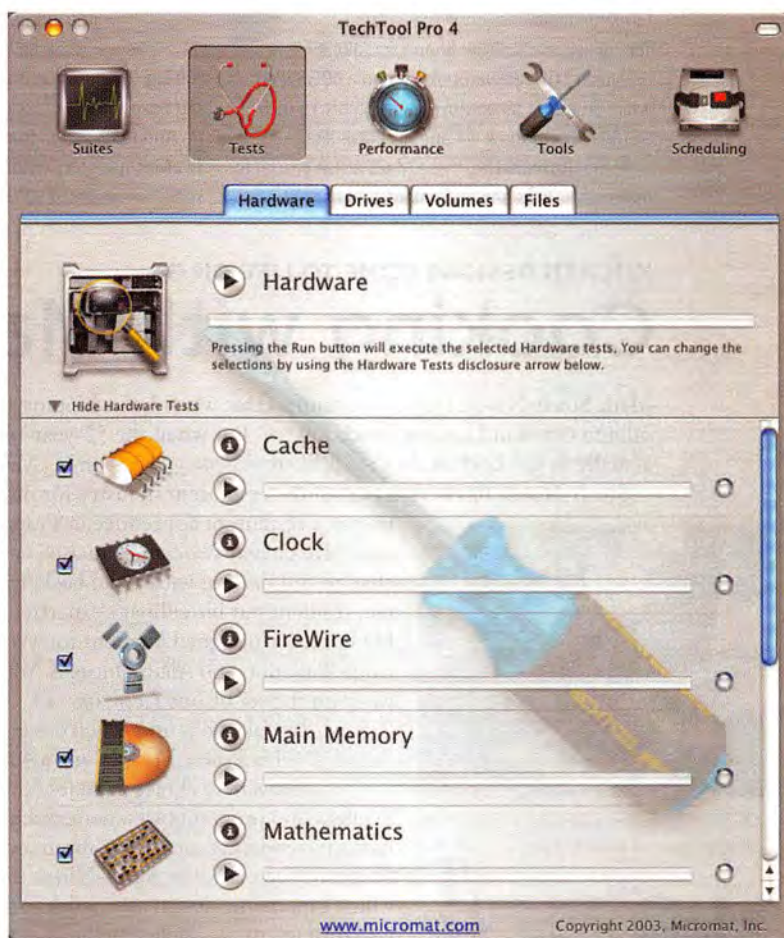 TechTool Pro 4
Suites
Tests
Performance
Tools
Scheduling
Hardware
Drives
Volumes
Files
Hardware
Pressing the Run button will execute the selected Hardware tests. You can change the
selections by using the Hardware Tests disclosure arrow below.
Hide Hardware Tests
Cache
Clock
FireWire
Main Memory
Mathematics
www.micromat.com
Copyright 2003, Micromat, Inc.